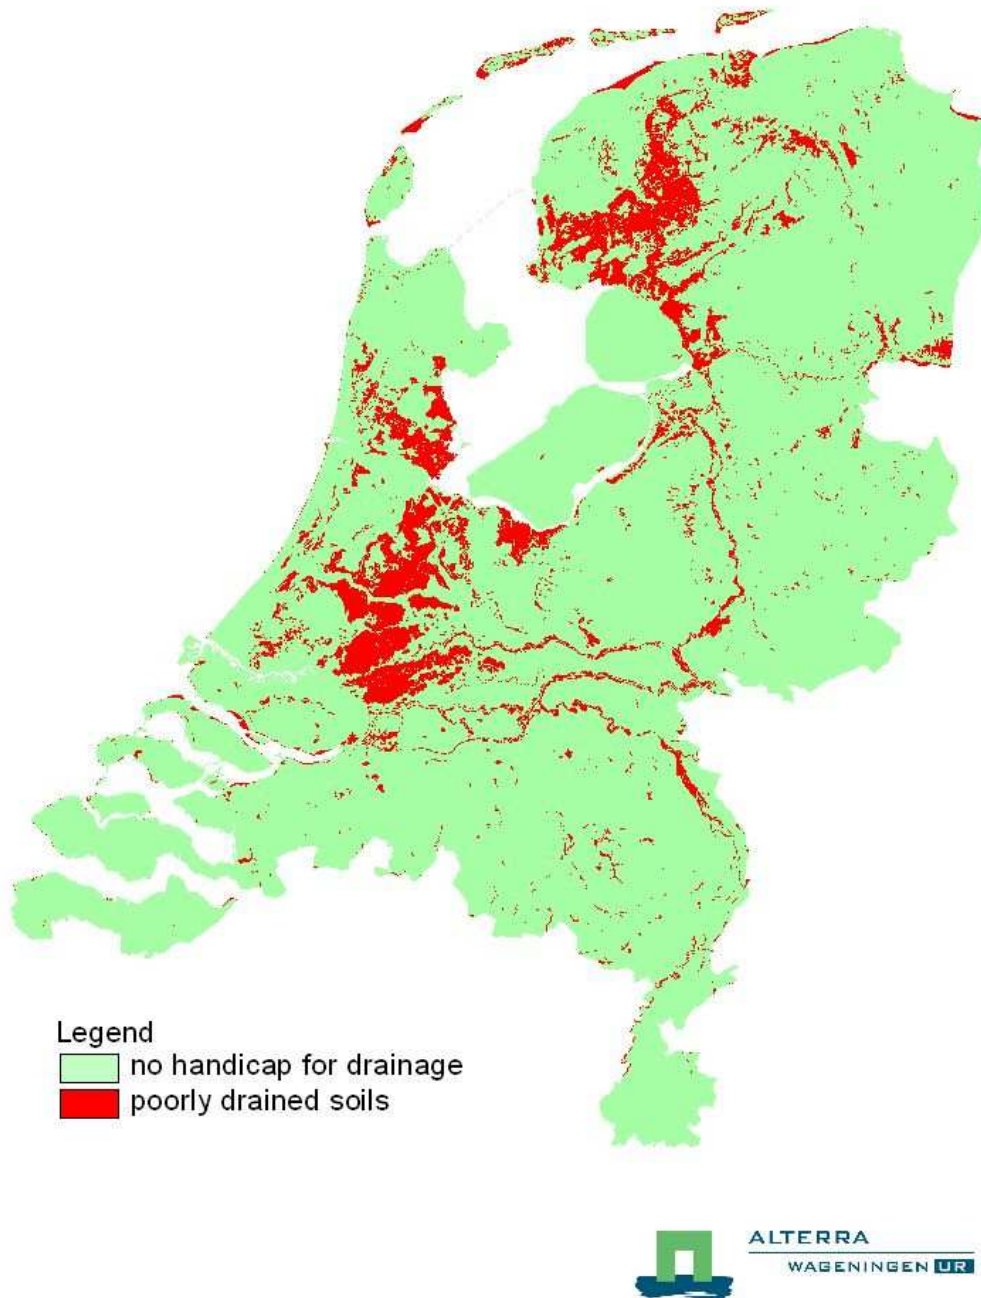 Legend
no handicap for drainage
poorly drained soils
ALTERRA
WAGENINGEN UR